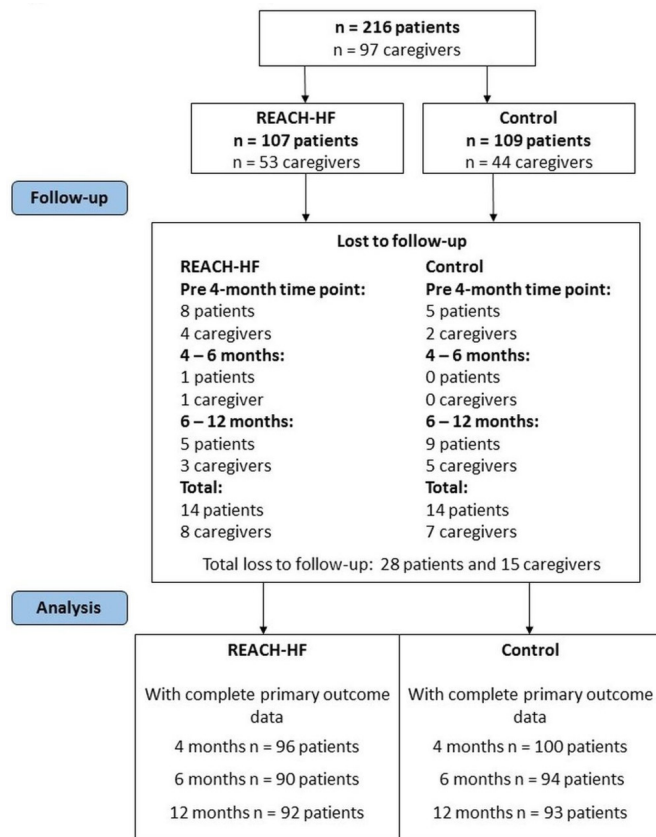 n = 216 patients
n = 97 caregivers
REACH-HF
n = 107 patients
n = 53 caregivers
Control
n = 109 patients
n = 44 caregivers
Follow-up
Lost to follow-up
REACH-HF
Pre 4-month time point:
8 patients
4 caregivers
4 – 6 months:
1 patients
1 caregiver
6 – 12 months:
5 patients
3 caregivers
Total:
14 patients
8 caregivers
Control
Pre 4-month time point:
5 patients
2 caregivers
4 – 6 months:
0 patients
0 caregivers
6 – 12 months:
9 patients
5 caregivers
Total:
14 patients
7 caregivers
Total loss to follow-up: 28 patients and 15 caregivers
Analysis
REACH-HF
With complete primary outcome
data
4 months n = 96 patients
6 months n = 90 patients
12 months n = 92 patients
Control
With complete primary outcome
data
4 months n = 100 patients
6 months n = 94 patients
12 months n = 93 patients